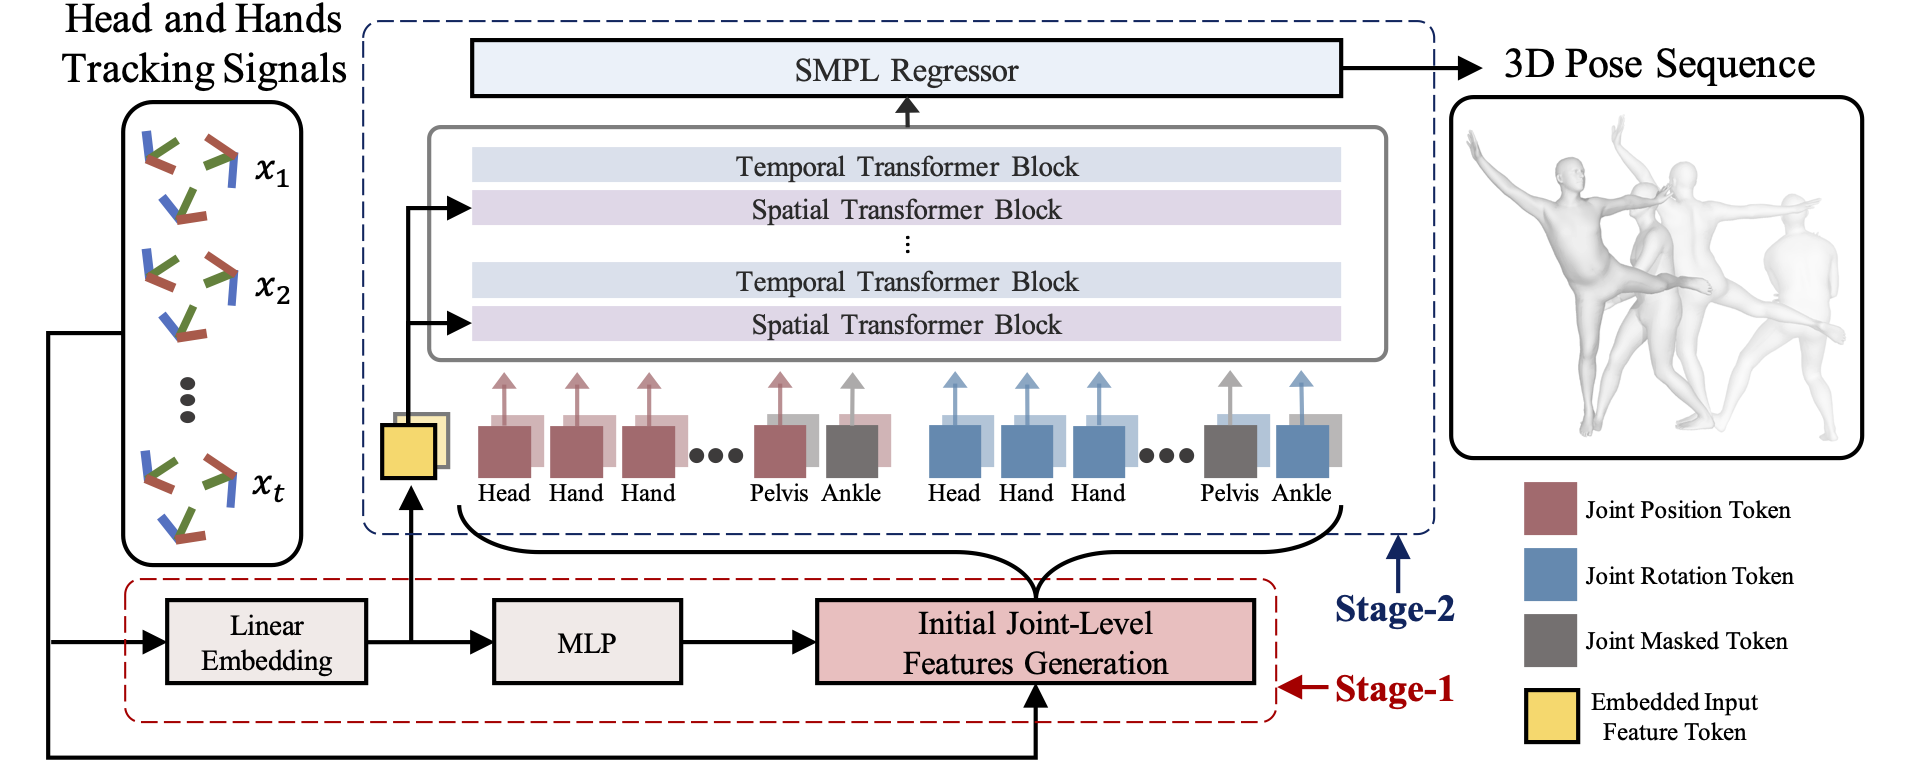 Head and Hands
Tracking Signals
x1
x2
xt
SMPL Regressor
Temporal Transformer Block
Spatial Transformer Block
Temporal Transformer Block
Spatial Transformer Block
Head Hand Hand Pelvis Ankle Head Hand Hand Pelvis Ankle
3D Pose Sequence
Linear
Embedding
MLP
Initial Joint-Level
Features Generation
Stage-2
Stage-1
Joint Position Token
Joint Rotation Token
Joint Masked Token
Embedded Input
Feature Token